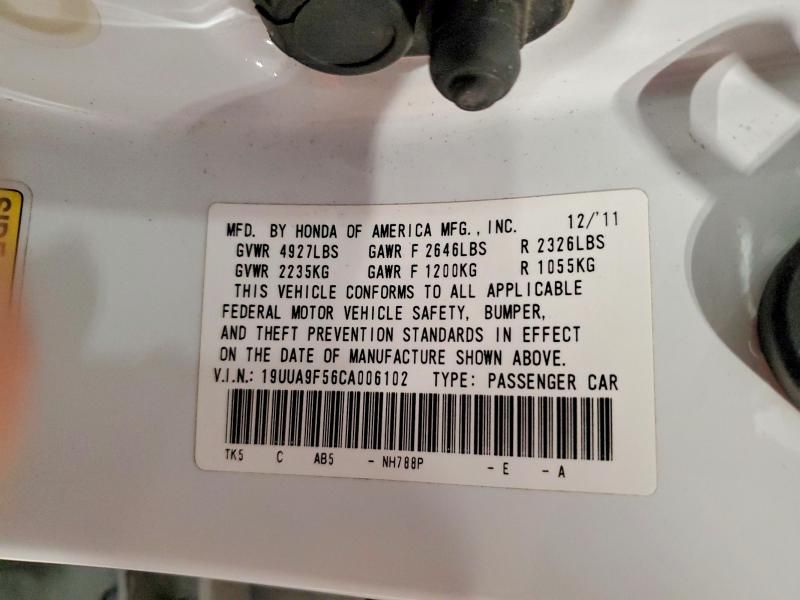 MFD. BY HONDA OF AMERICA MFG., INC. 12/'11
GVWR 4927LBS GAWR F 2646LBS R 2326LBS
GVWR 2235KG GAWR F 1200KG R 1055KG
THIS VEHICLE CONFORMS TO ALL APPLICABLE
FEDERAL MOTOR VEHICLE SAFETY, BUMPER,
AND THEFT PREVENTION STANDARDS IN EFFECT
ON THE DATE OF MANUFACTURE SHOWN ABOVE.
V.I.N.: 19UUA9F56CA006102 TYPE: PASSENGER CAR
TK5 C AB5 - NH788P - E - A
SIDE